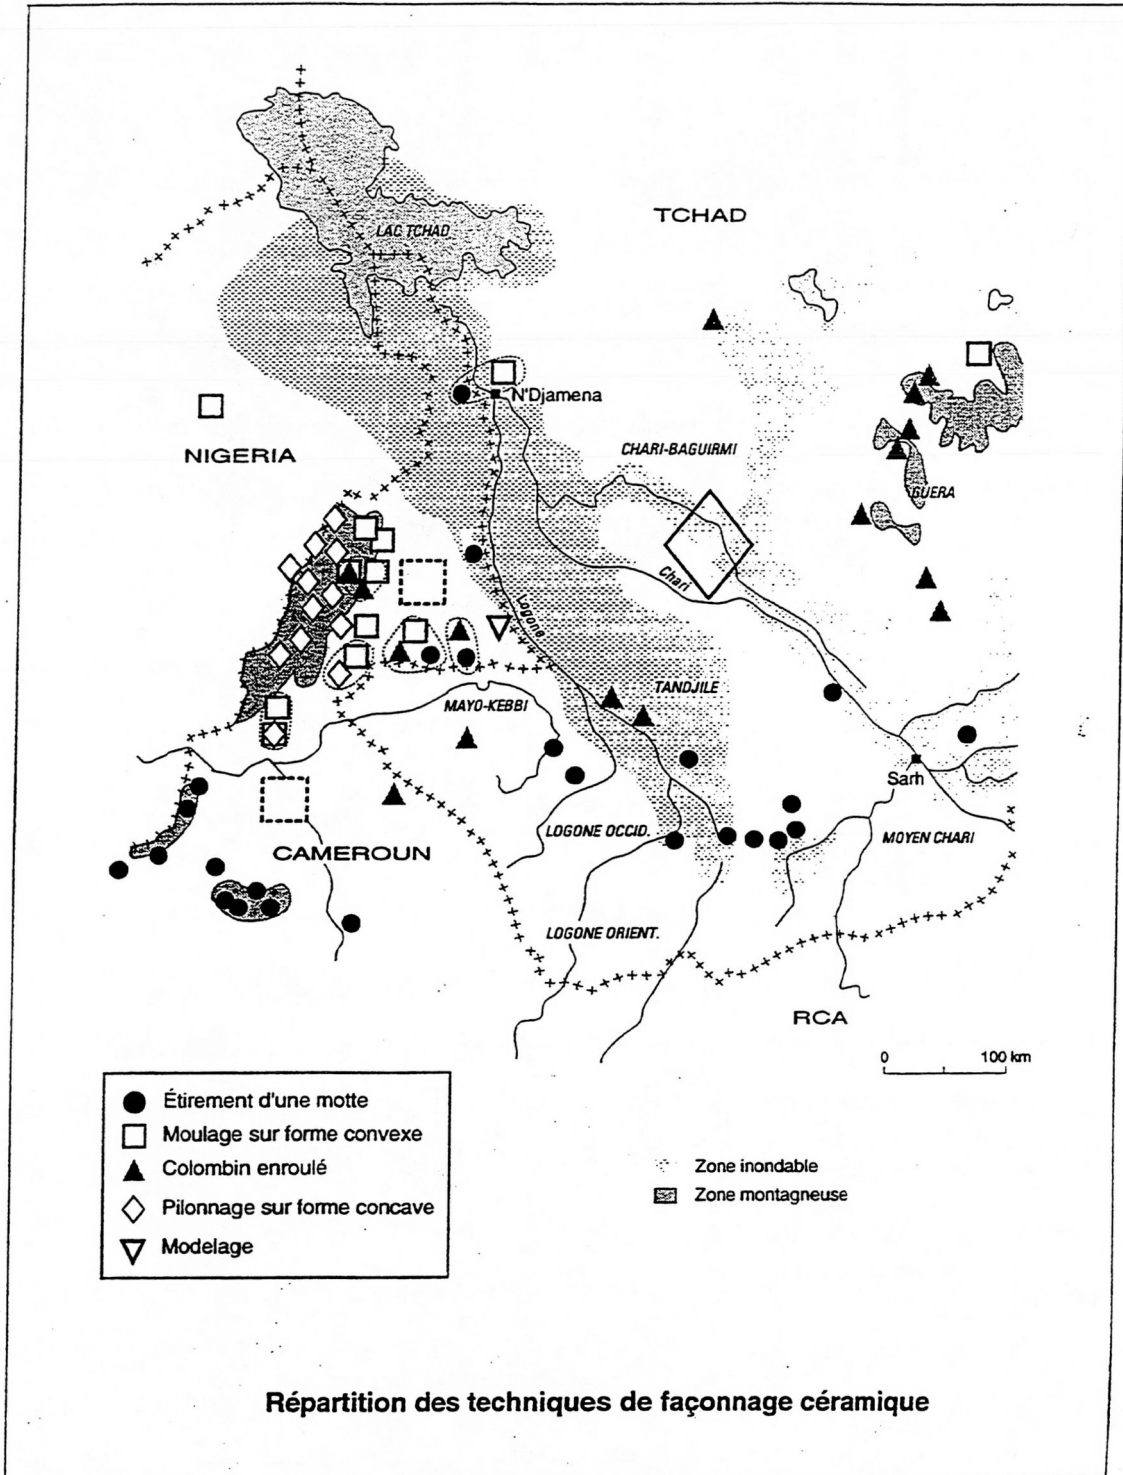 TCHAD
LAC TCHAD
N'Djamena
NIGERIA
CHARI-BAGUIRMI
GUERA
Chari
Logone
TANDJILE
MAYO-KEBBI
Sarh
LOGONE OCCID.
MOYEN CHARI
CAMEROUN
LOGONE ORIENT.
RCA
0 100 km
Étirement d'une motte
Moulage sur forme convexe
Colombin enroulé
Pilonnage sur forme concave
Modelage
Zone inondable
Zone montagneuse
Répartition des techniques de façonnage céramique